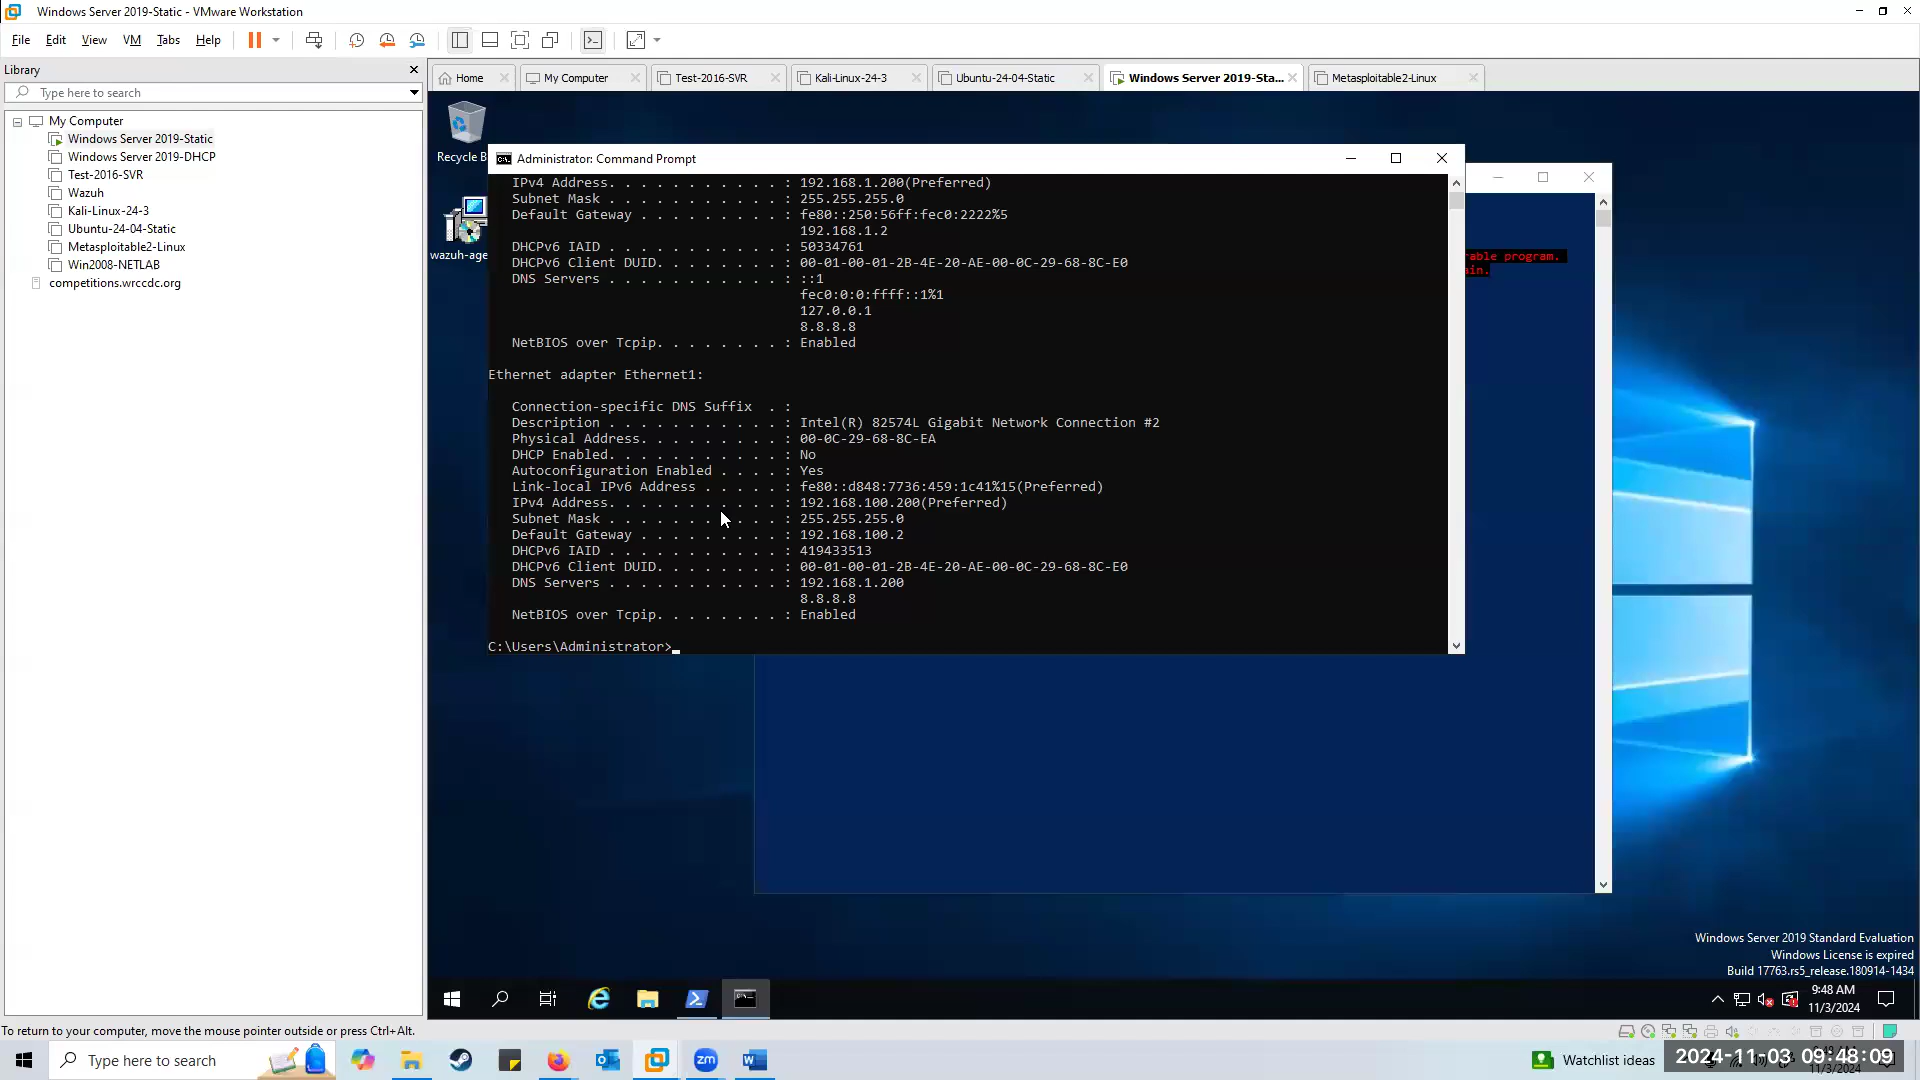 Windows Server 2019-Static - VMware Workstation
File Edit View VM Tabs Help
Library
Type here to search
My Computer
Windows Server 2019-Static
Windows Server 2019-DHCP
Test-2016-SVR
Wazuh
Kali-Linux-24-3
Ubuntu-24-04-Static
Metasploitable2-Linux
Win2008-NETLAB
competitions.wrccdc.org
Home My Computer Test-2016-SVR Kali-Linux-24-3 Ubuntu-24-04-Static Windows Server 2019-Sta... Metasploitable2-Linux
Recycle B
wazuh-age
Administrator: Command Prompt
IPv4 Address. . . . . . . . . . . : 192.168.1.200(Preferred)
Subnet Mask . . . . . . . . . . . : 255.255.255.0
Default Gateway . . . . . . . . . : fe80::250:56ff:fec0:2222%5
192.168.1.2
DHCPv6 IAID . . . . . . . . . . . : 50334761
DHCPv6 Client DUID. . . . . . . . : 00-01-00-01-2B-4E-20-AE-00-0C-29-68-8C-E0
DNS Servers . . . . . . . . . . . : ::1
fec0:0:0:ffff::1%1
127.0.0.1
8.8.8.8
NetBIOS over Tcpip. . . . . . . . : Enabled
Ethernet adapter Ethernet1:
Connection-specific DNS Suffix  . :
Description . . . . . . . . . . . : Intel(R) 82574L Gigabit Network Connection #2
Physical Address. . . . . . . . . : 00-0C-29-68-8C-EA
DHCP Enabled. . . . . . . . . . . : No
Autoconfiguration Enabled . . . . : Yes
Link-local IPv6 Address . . . . . : fe80::d848:7736:459:1c41%15(Preferred)
IPv4 Address. . . . . . . . . . . : 192.168.100.200(Preferred)
Subnet Mask . . . . . . . . . . . : 255.255.255.0
Default Gateway . . . . . . . . . : 192.168.100.2
DHCPv6 IAID . . . . . . . . . . . : 419433513
DHCPv6 Client DUID. . . . . . . . : 00-01-00-01-2B-4E-20-AE-00-0C-29-68-8C-E0
DNS Servers . . . . . . . . . . . : 192.168.1.200
8.8.8.8
NetBIOS over Tcpip. . . . . . . . : Enabled
C:\Users\Administrator>
rable program.
in.
Windows Server 2019 Standard Evaluation
Windows License is expired
Build 17763.rs5_release.180914-1434
9:48 AM
11/3/2024
To return to your computer, move the mouse pointer outside or press Ctrl+Alt.
Type here to search
Watchlist ideas
2024-11-03 09:48:09